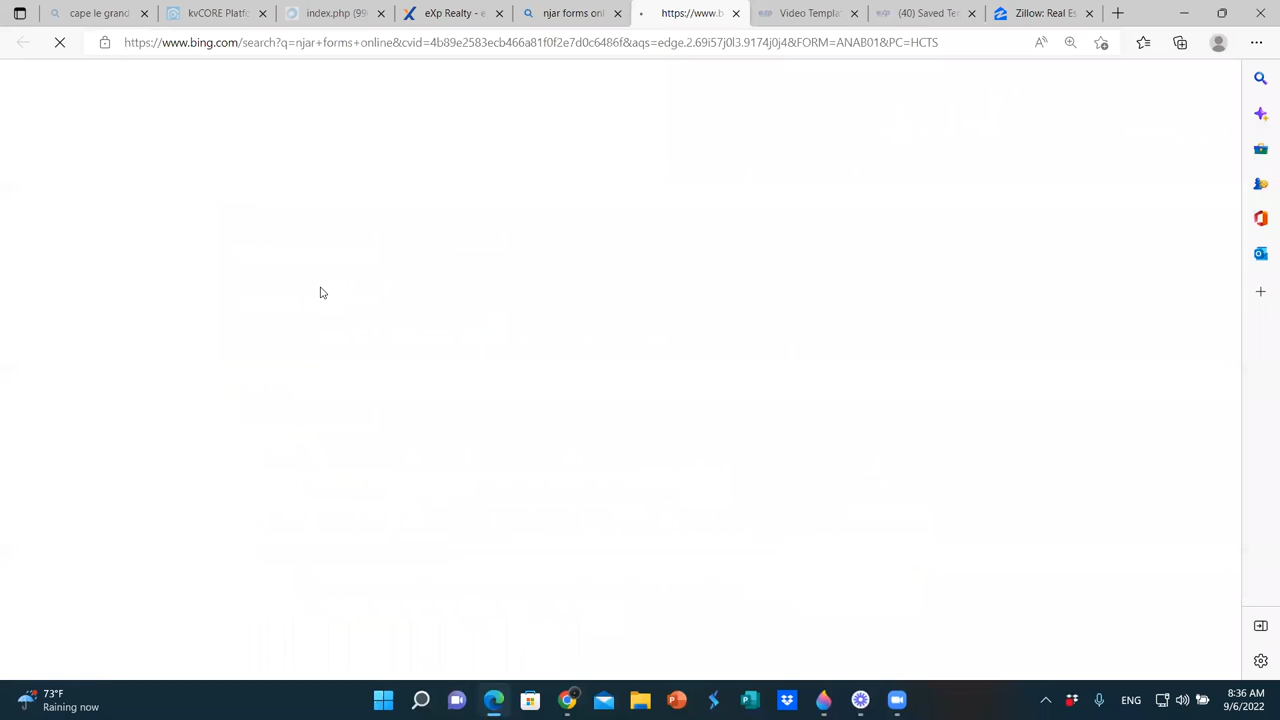 cape le grand
kvCORE Platfo
index.php (99
eXp Realty - e
njar forms onl
https://www.b
Video Templa
(40) Saved Te
Zillow: Real Es
https://www.bing.com/search?q=njar+forms+online&cvid=4b89e2583ecb466a81f0f2e7d0c6486f&aqs=edge.2.69i57j0l3.9174j0j4&FORM=ANAB01&PC=HCTS
73°F
Raining now
ENG
8:36 AM
9/6/2022